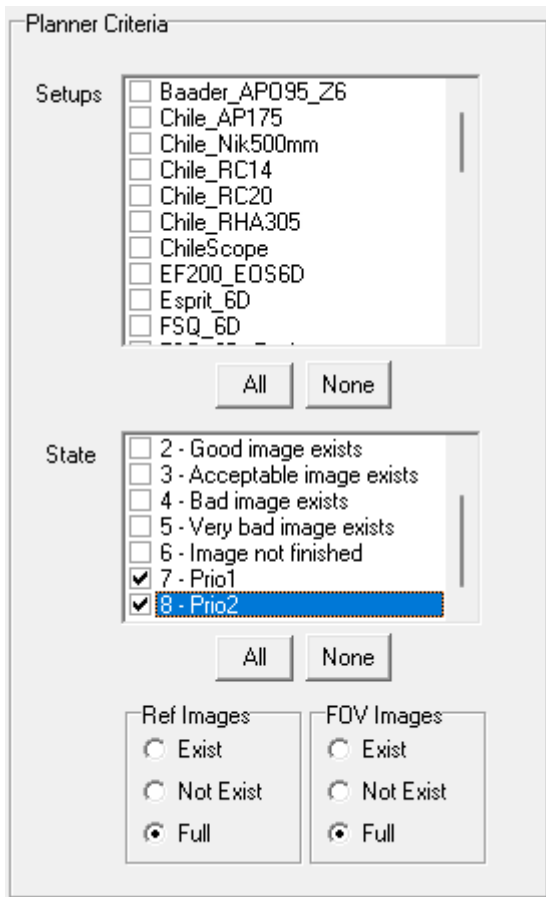 Planner Criteria
Setups
Baader_APO95_Z6
Chile_AP175
Chile_Nik500mm
Chile_RC14
Chile_RC20
Chile_RHA305
ChileScope
EF200_EOS6D
Esprit_6D
FSQ_6D
All None
State
2 - Good image exists
3 - Acceptable image exists
4 - Bad image exists
5 - Very bad image exists
6 - Image not finished
7 - Prio1
8 - Prio2
All None
Ref Images
Exist
Not Exist
Full
FOV Images
Exist
Not Exist
Full